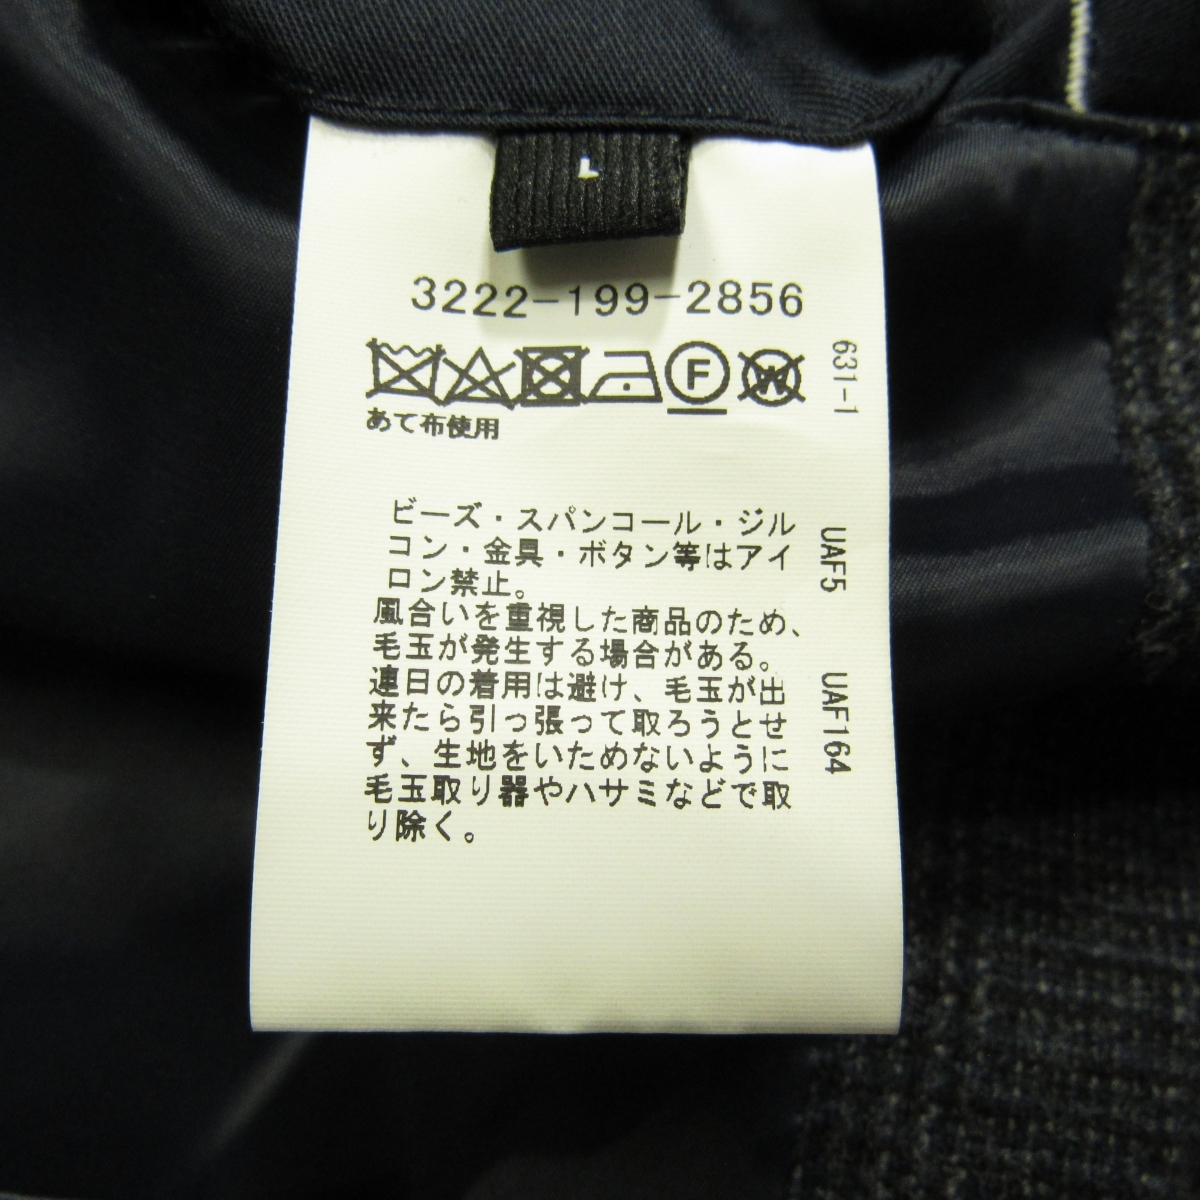 L
3222-199-2856
F W
あて布使用
631-1
ビーズ・スパンコール・ジル
コン・金具・ボタン等はアイ
ロン禁止。
風合いを重視した商品のため、
毛玉が発生する場合がある。
連日の着用は避け、毛玉が出
来たら引っ張って取ろうとせ
ず、生地をいためないように
毛玉取り器やハサミなどで取
り除く。
UAF5
UAF164